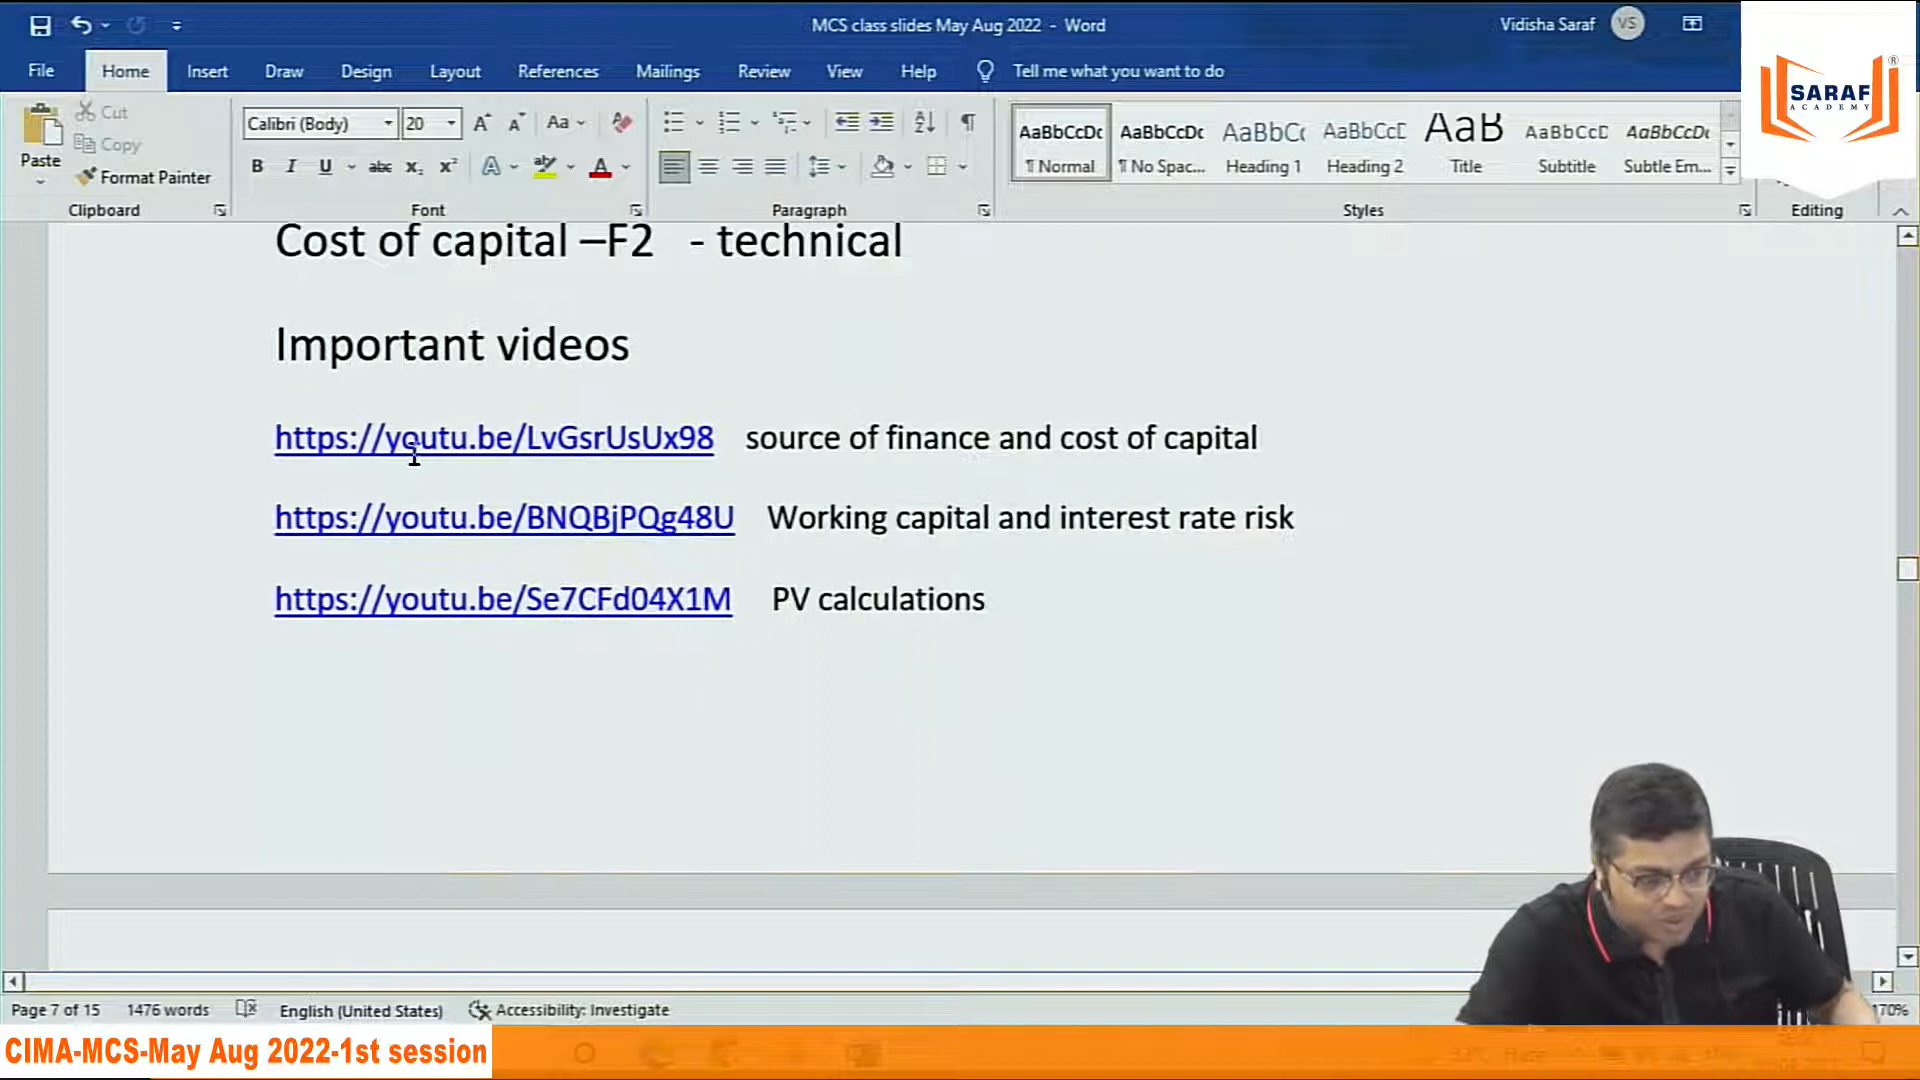 MCS class slides May Aug 2022 - Word
Vidisha Saraf
VS
File
Home
Insert
Draw
Design
Layout
References
Mailings
Review
View
Help
Tell me what you want to do
SARAF
ACADEMY
®
Paste
Cut
Copy
Format Painter
Clipboard
Calibri (Body)
20
Font
Paragraph
AaBbCcDc
¶ Normal
AaBbCcDc
¶ No Spac...
AaBbCc
Heading 1
AaBbCcD
Heading 2
AaB
Title
AaBbCcD
Subtitle
AaBbCcDc
Subtle Em...
Styles
Editing
Cost of capital –F2 - technical
Important videos
https://youtu.be/LvGsrUsUx98 source of finance and cost of capital
https://youtu.be/BNQBjPQg48U Working capital and interest rate risk
https://youtu.be/Se7CFd04X1M PV calculations
Page 7 of 15
1476 words
English (United States)
Accessibility: Investigate
170%
CIMA-MCS-May Aug 2022-1st session